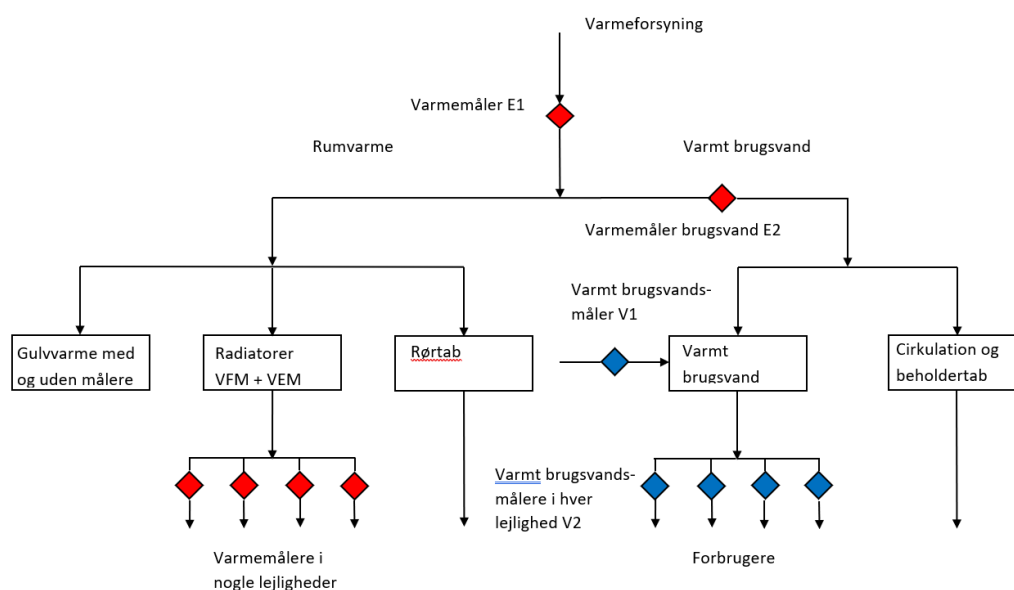 Varmeforsyning
Varmemåler E1
Rumvarme
Varmt brugsvand
Varmemåler brugsvand E2
Varmt brugsvands-
måler V1
Gulvvarme med
og uden målere
Radiatorer
VFM + VEM
Rørtab
Varmt
brugsvand
Cirkulation og
beholdertab
Varmt brugsvands-
målere i hver
lejlighed V2
Varmemålere i
nogle lejligheder
Forbrugere